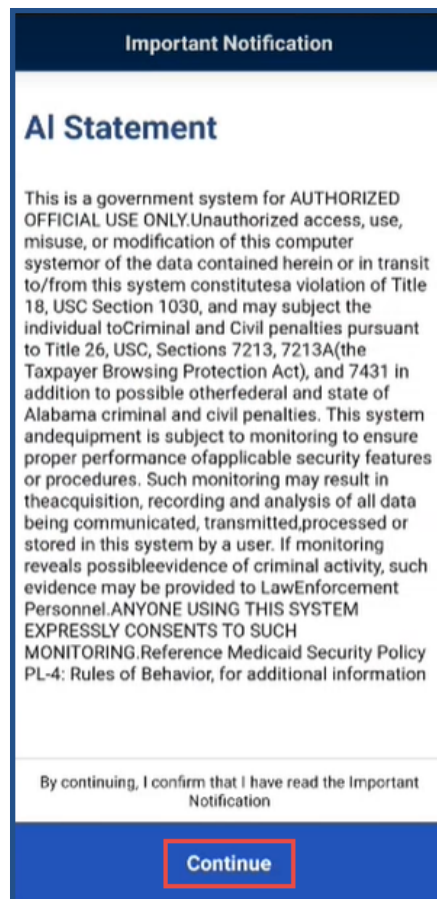 Important Notification
Al Statement
This is a government system for AUTHORIZED
OFFICIAL USE ONLY.Unauthorized access, use,
misuse, or modification of this computer
systemor of the data contained herein or in transit
to/from this system constitutesa violation of Title
18, USC Section 1030, and may subject the
individual toCriminal and Civil penalties pursuant
to Title 26, USC, Sections 7213, 7213A(the
Taxpayer Browsing Protection Act), and 7431 in
addition to possible otherfederal and state of
Alabama criminal and civil penalties. This system
andequipment is subject to monitoring to ensure
proper performance ofapplicable security features
or procedures. Such monitoring may result in
theacquisition, recording and analysis of all data
being communicated, transmitted,processed or
stored in this system by a user. If monitoring
reveals possibleevidence of criminal activity, such
evidence may be provided to LawEnforcement
Personnel.ANYONE USING THIS SYSTEM
EXPRESSLY CONSENTS TO SUCH
MONITORING.Reference Medicaid Security Policy
PL-4: Rules of Behavior, for additional information
By continuing, I confirm that I have read the Important
Notification
Continue